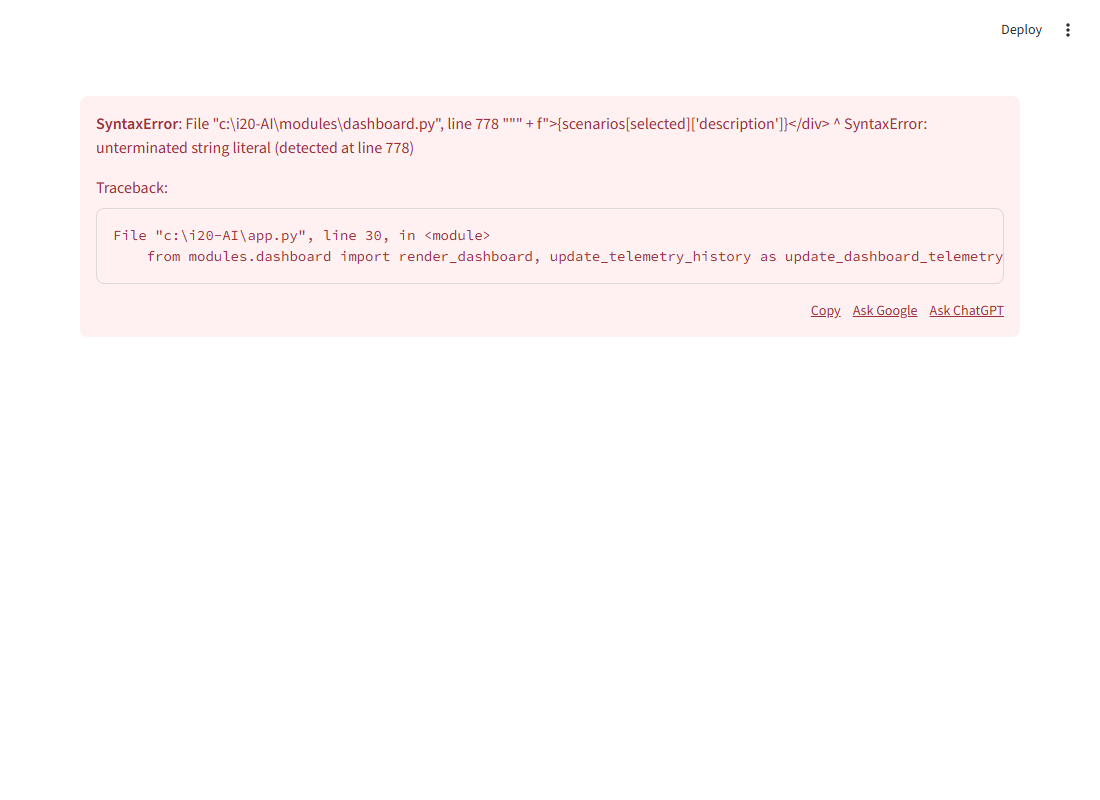 Deploy
SyntaxError: File "c:\i20-AI\modules\dashboard.py", line 778 """ + f">{scenarios[selected]['description']}</div> ^ SyntaxError:
unterminated string literal (detected at line 778)
Traceback:
File "c:\i20-AI\app.py", line 30, in <module>
    from modules.dashboard import render_dashboard, update_telemetry_history as update_dashboard_telemetry
Copy Ask Google Ask ChatGPT